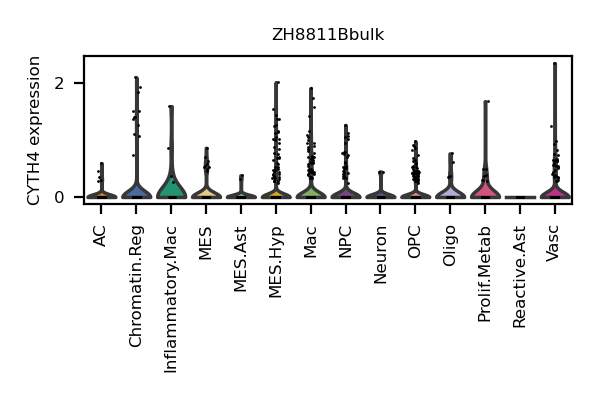 ZH8811Bbulk
CYTH4 expression
2
0
AC
Chromatin.Reg
Inflammatory.Mac
MES
MES.Ast
MES.Hyp
Mac
NPC
Neuron
OPC
Oligo
Prolif.Metab
Reactive.Ast
Vasc